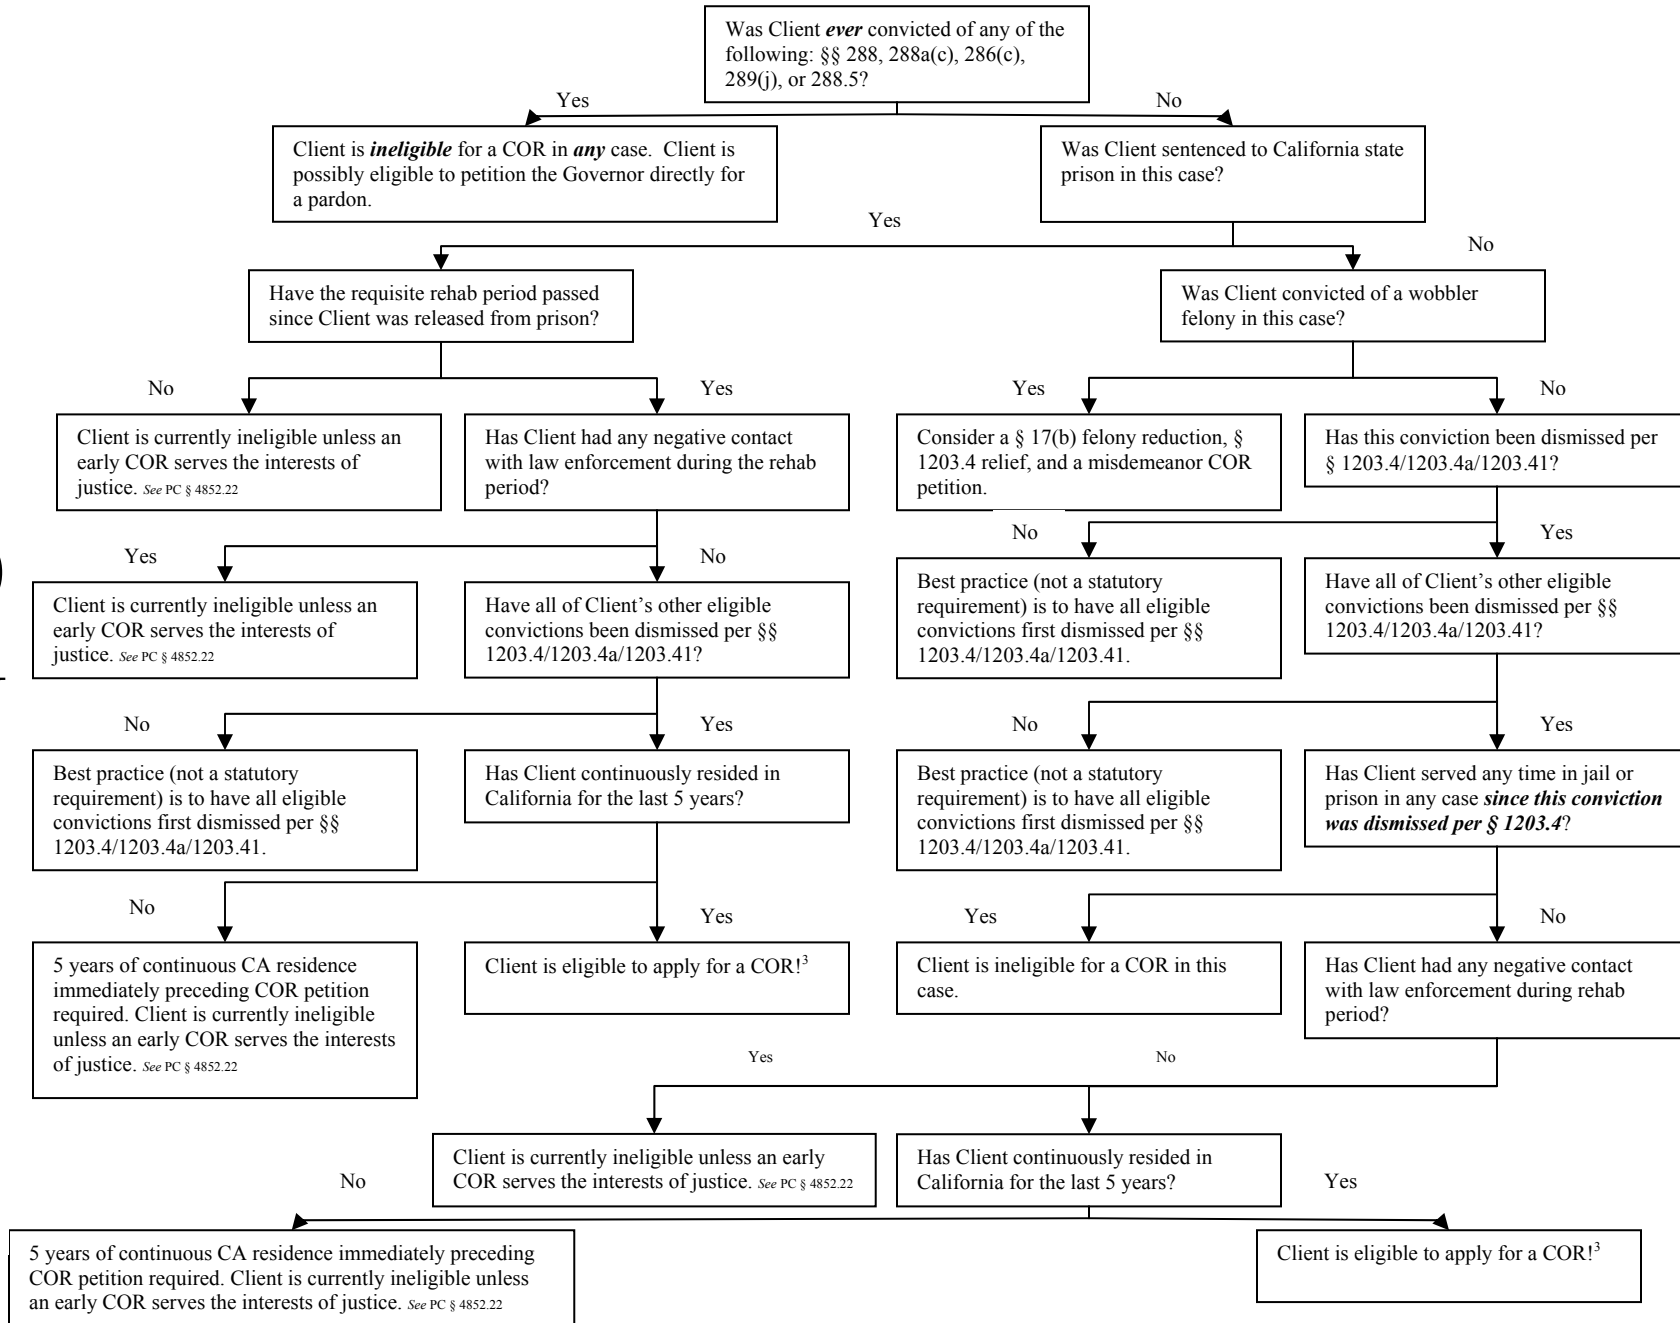 Was Client ever convicted of any of the
following: §§ 288, 288a(c), 286(c),
289(j), or 288.5?
Yes
No
Client is ineligible for a COR in any case. Client is
possibly eligible to petition the Governor directly for
a pardon.
Was Client sentenced to California state
prison in this case?
Yes
No
Have the requisite rehab period passed
since Client was released from prison?
Was Client convicted of a wobbler
felony in this case?
No
Yes
Yes
No
Client is currently ineligible unless an
early COR serves the interests of
justice. See PC § 4852.22
Has Client had any negative contact
with law enforcement during the rehab
period?
Consider a § 17(b) felony reduction, §
1203.4 relief, and a misdemeanor COR
petition.
Has this conviction been dismissed per
§ 1203.4/1203.4a/1203.41?
Yes
No
No
Yes
Client is currently ineligible unless an
early COR serves the interests of
justice. See PC § 4852.22
Have all of Client’s other eligible
convictions been dismissed per §§
1203.4/1203.4a/1203.41?
Best practice (not a statutory
requirement) is to have all eligible
convictions first dismissed per §§
1203.4/1203.4a/1203.41.
Have all of Client’s other eligible
convictions been dismissed per §§
1203.4/1203.4a/1203.41?
No
Yes
No
Yes
Best practice (not a statutory
requirement) is to have all eligible
convictions first dismissed per §§
1203.4/1203.4a/1203.41.
Has Client continuously resided in
California for the last 5 years?
Best practice (not a statutory
requirement) is to have all eligible
convictions first dismissed per §§
1203.4/1203.4a/1203.41.
Has Client served any time in jail or
prison in any case since this conviction
was dismissed per § 1203.4?
No
Yes
Yes
No
5 years of continuous CA residence
immediately preceding COR petition
required. Client is currently ineligible
unless an early COR serves the interests
of justice. See PC § 4852.22
Client is eligible to apply for a COR!3
Client is ineligible for a COR in this
case.
Has Client had any negative contact
with law enforcement during rehab
period?
Yes
No
Client is currently ineligible unless an early
COR serves the interests of justice. See PC § 4852.22
Has Client continuously resided in
California for the last 5 years?
No
Yes
5 years of continuous CA residence immediately preceding
COR petition required. Client is currently ineligible unless
an early COR serves the interests of justice. See PC § 4852.22
Client is eligible to apply for a COR!3